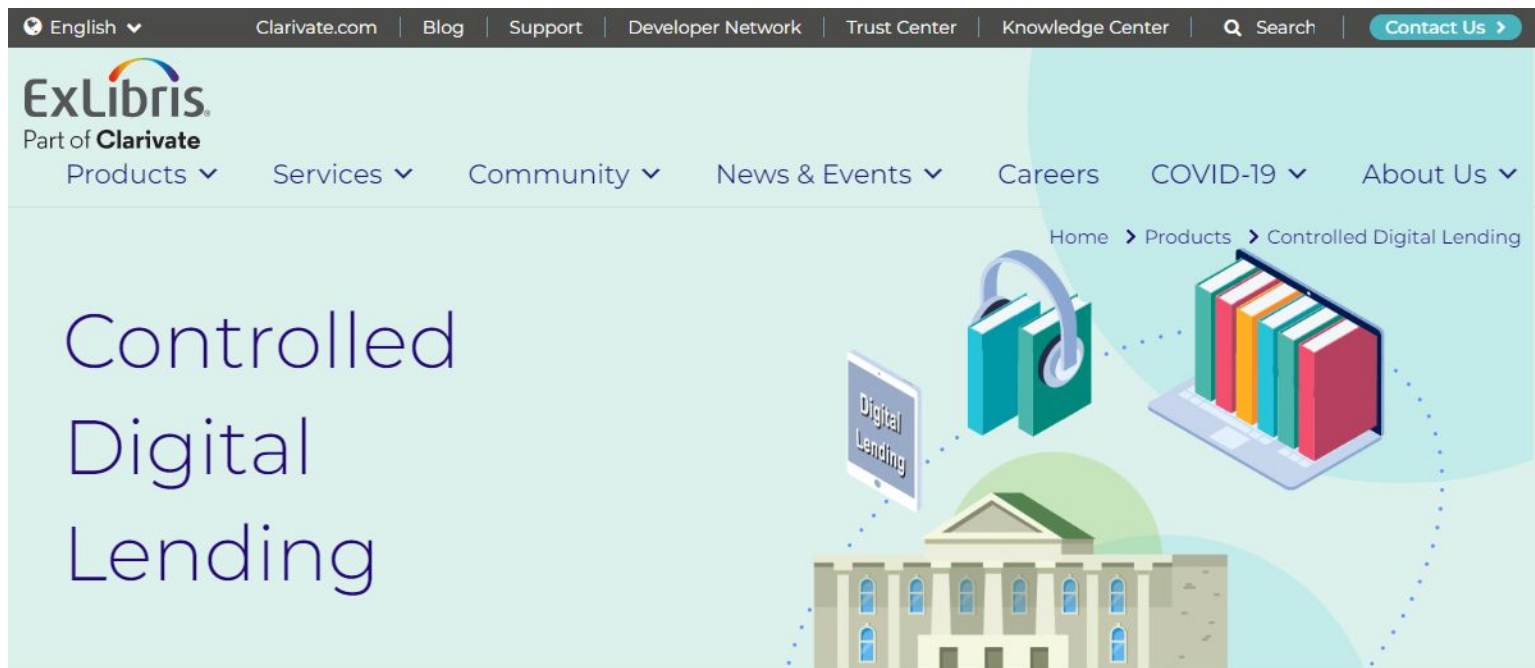 English Clarivate.com Blog Support Developer Network Trust Center Knowledge Center Search Contact Us
ExLibris®
Part of Clarivate
Products Services Community News & Events Careers COVID-19 About Us
Home > Products > Controlled Digital Lending
Controlled
Digital
Lending
Digital
Lending